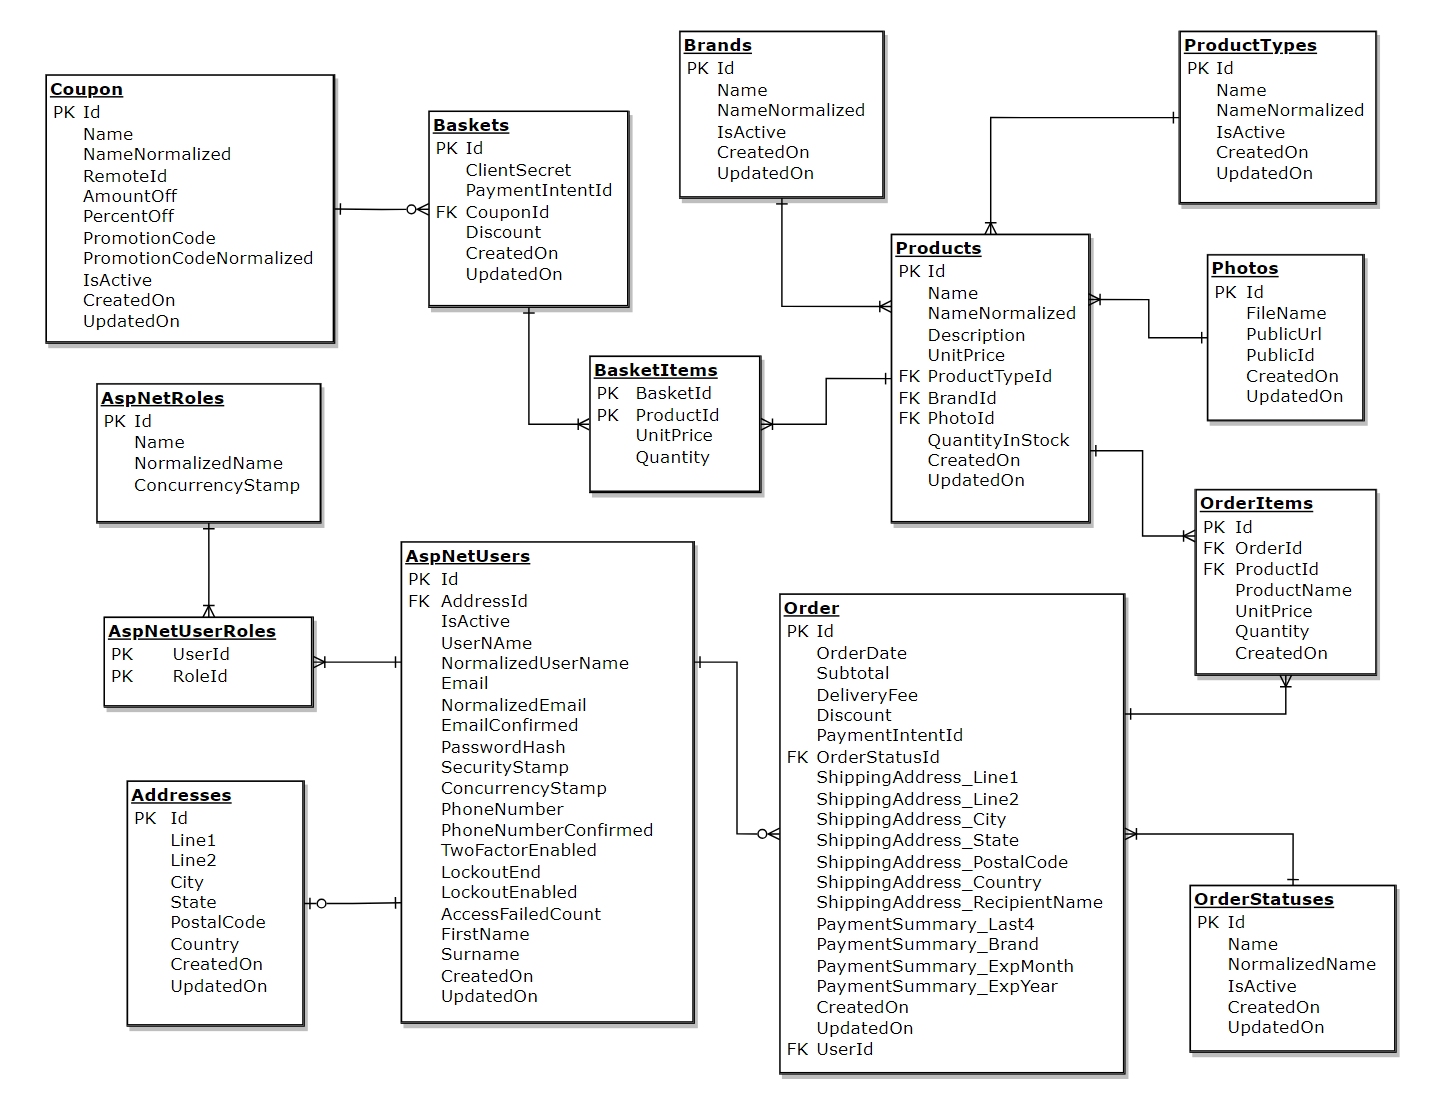 Coupon
PK Id
Name
NameNormalized
RemoteId
AmountOff
PercentOff
PromotionCode
PromotionCodeNormalized
IsActive
CreatedOn
UpdatedOn
Baskets
PK Id
ClientSecret
PaymentIntentId
FK CouponId
Discount
CreatedOn
UpdatedOn
Brands
PK Id
Name
NameNormalized
IsActive
CreatedOn
UpdatedOn
ProductTypes
PK Id
Name
NameNormalized
IsActive
CreatedOn
UpdatedOn
Products
PK Id
Name
NameNormalized
Description
UnitPrice
FK ProductTypeId
FK BrandId
FK PhotoId
QuantityInStock
CreatedOn
UpdatedOn
Photos
PK Id
FileName
PublicUrl
PublicId
CreatedOn
UpdatedOn
BasketItems
PK BasketId
PK ProductId
UnitPrice
Quantity
AspNetRoles
PK Id
Name
NormalizedName
ConcurrencyStamp
OrderItems
PK Id
FK OrderId
FK ProductId
ProductName
UnitPrice
Quantity
CreatedOn
AspNetUsers
PK Id
FK AddressId
IsActive
UserNAme
NormalizedUserName
Email
NormalizedEmail
EmailConfirmed
PasswordHash
SecurityStamp
ConcurrencyStamp
PhoneNumber
PhoneNumberConfirmed
TwoFactorEnabled
LockoutEnd
LockoutEnabled
AccessFailedCount
FirstName
Surname
CreatedOn
UpdatedOn
AspNetUserRoles
PK UserId
PK RoleId
Order
PK Id
OrderDate
Subtotal
DeliveryFee
Discount
PaymentIntentId
FK OrderStatusId
ShippingAddress_Line1
ShippingAddress_Line2
ShippingAddress_City
ShippingAddress_State
ShippingAddress_PostalCode
ShippingAddress_Country
ShippingAddress_RecipientName
PaymentSummary_Last4
PaymentSummary_Brand
PaymentSummary_ExpMonth
PaymentSummary_ExpYear
CreatedOn
UpdatedOn
FK UserId
Addresses
PK Id
Line1
Line2
City
State
PostalCode
Country
CreatedOn
UpdatedOn
OrderStatuses
PK Id
Name
NormalizedName
IsActive
CreatedOn
UpdatedOn